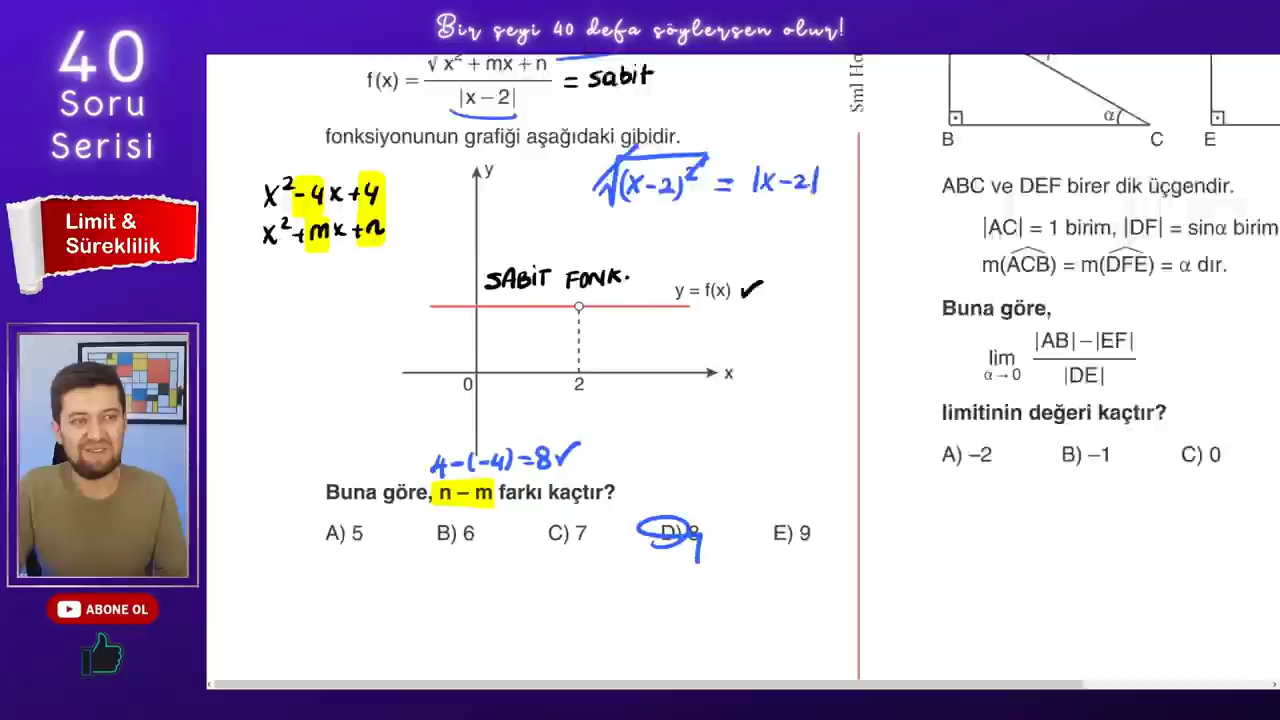 Bir şeyi 40 defa söylersen olur!
40
Soru
Serisi
Limit &
Süreklilik
ABONE OL
f(x) = √x² + mx + n / |x – 2| = sabit
fonksiyonunun grafiği aşağıdaki gibidir.
x² - 4x + 4
x² + mx + n
√(x-2)² = |x-2|
y
SABİT FONK.
y = f(x) ✓
0
2
x
4-(-4)=8✓
Buna göre, n – m farkı kaçtır?
A) 5
B) 6
C) 7
D) 8
E) 9
α
B
C
E
ABC ve DEF birer dik üçgendir.
|AC| = 1 birim, |DF| = sinα birim
m(ACB) = m(DFE) = α dır.
Buna göre,
lim α→0 |AB| – |EF| / |DE|
limitinin değeri kaçtır?
A) –2
B) –1
C) 0